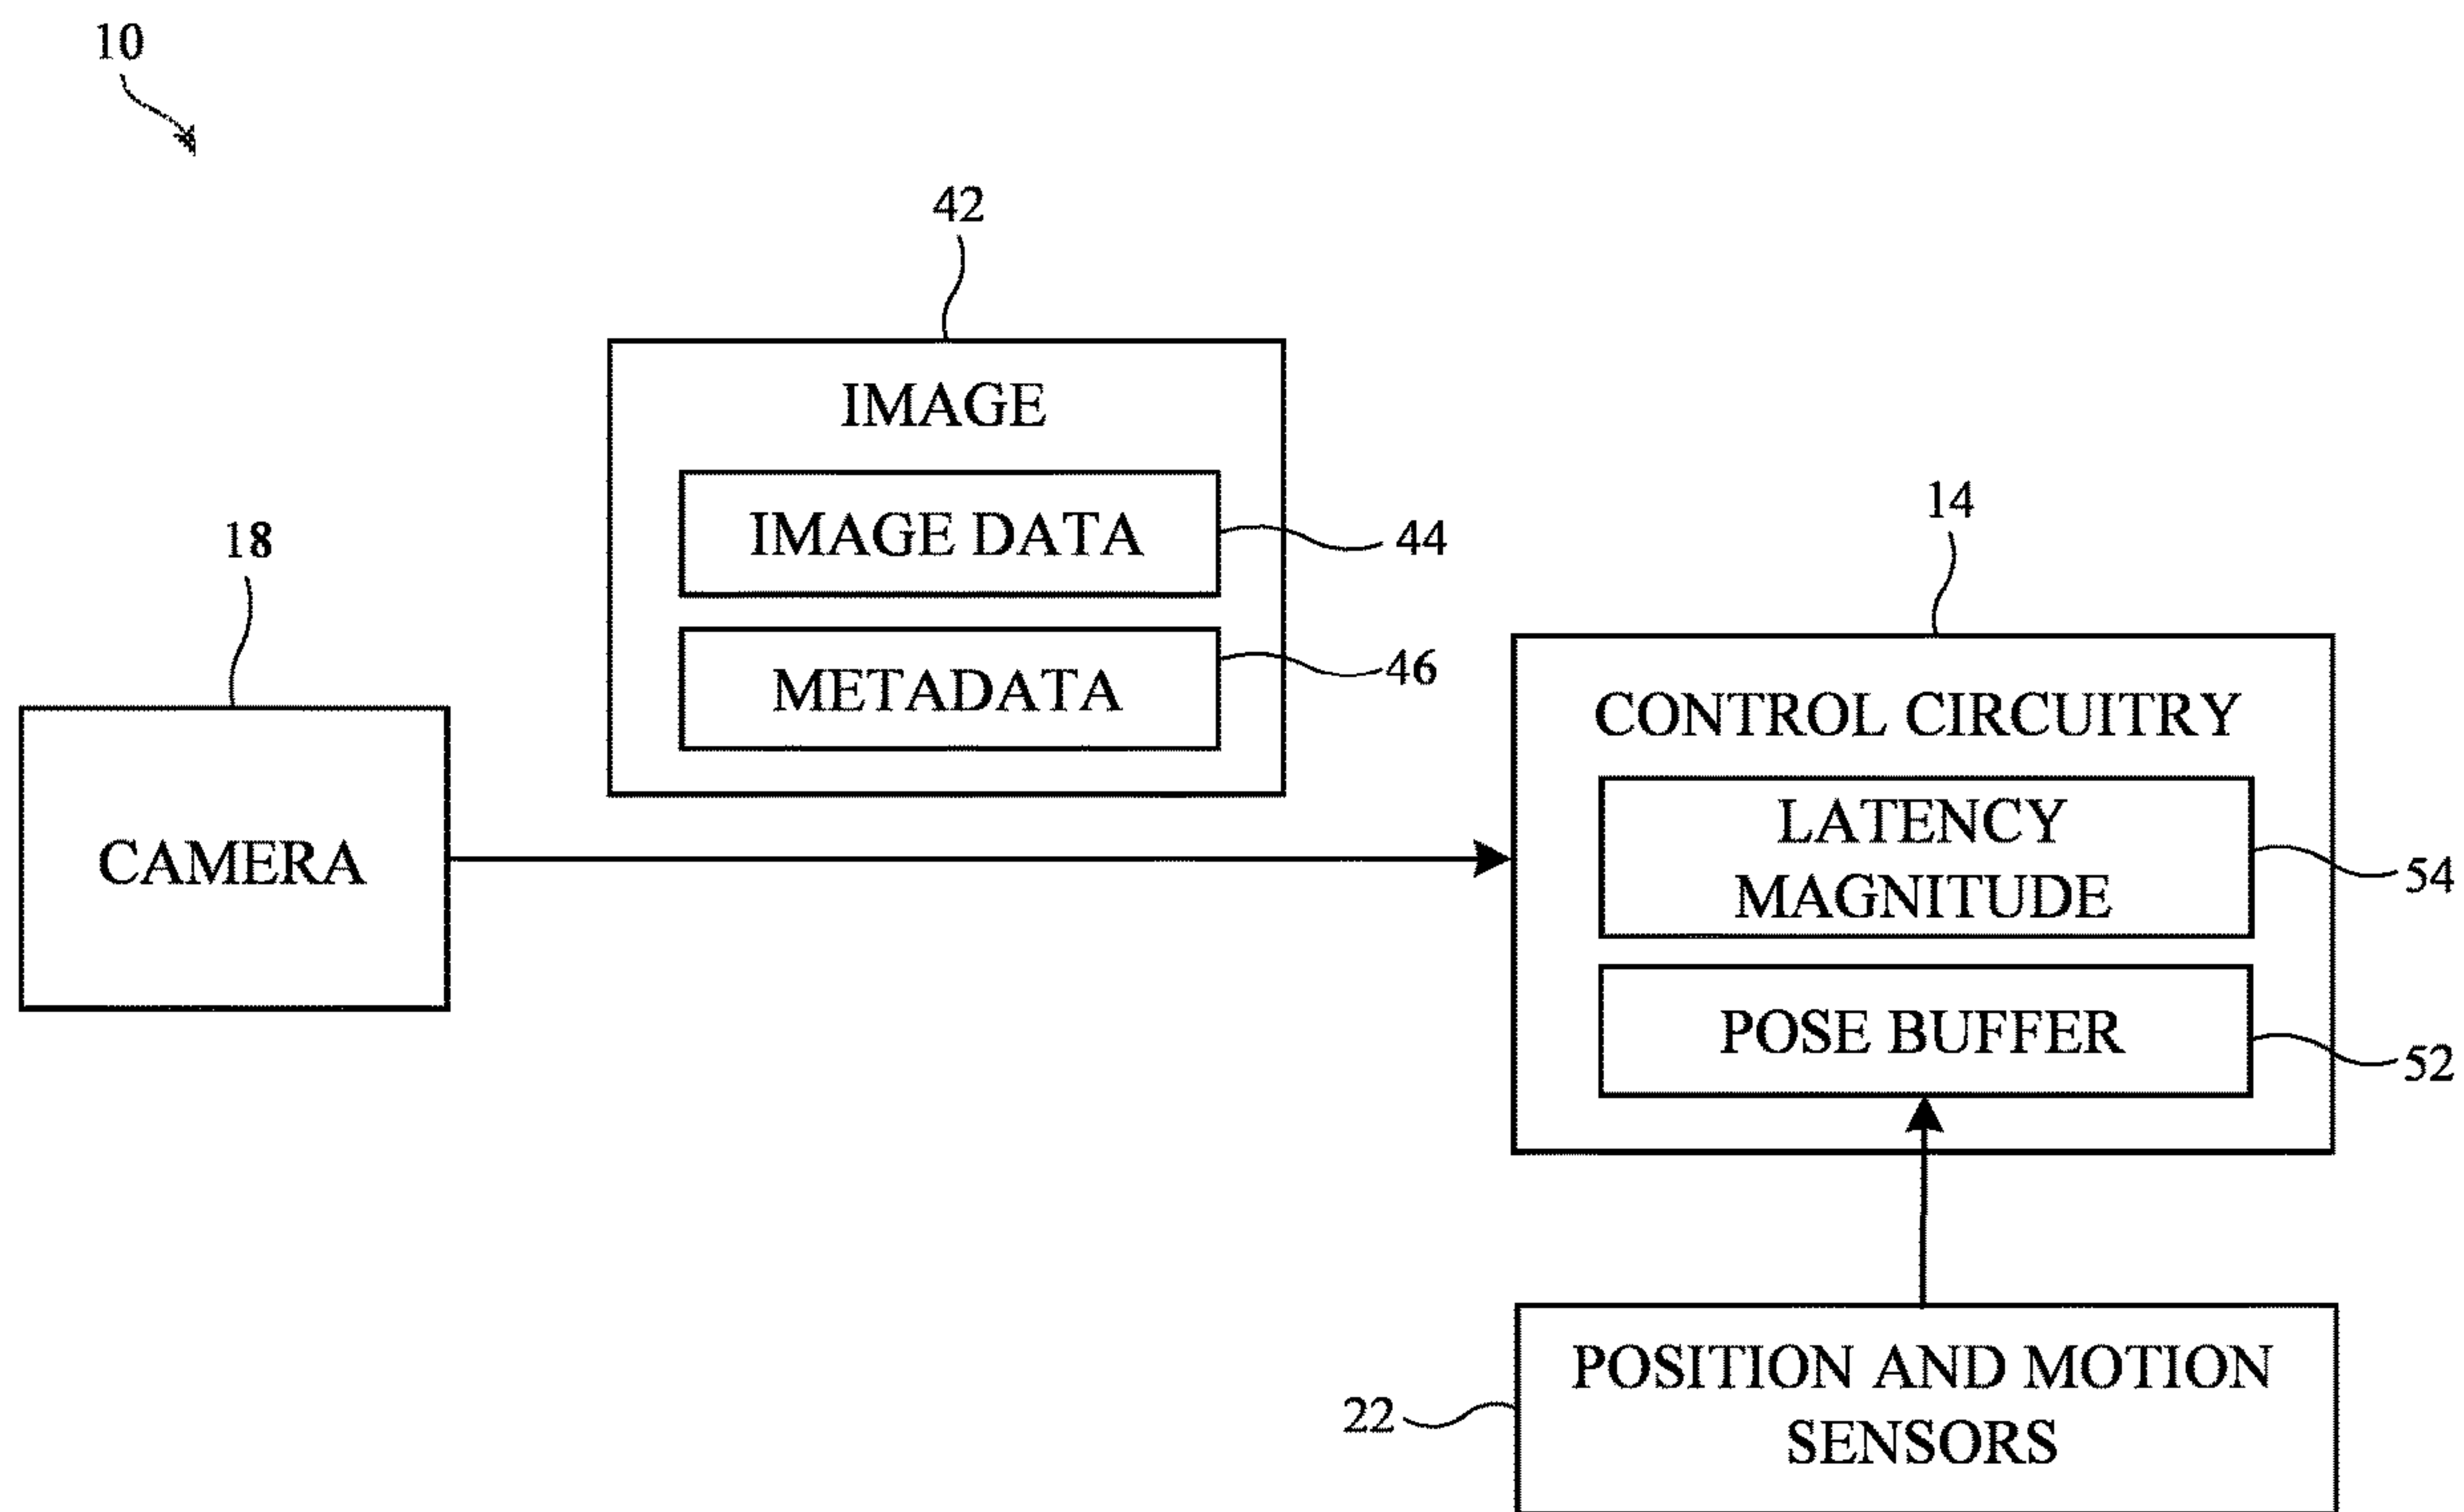 10
42
IMAGE
IMAGE DATA
44
METADATA
46
18
CAMERA
14
CONTROL CIRCUITRY
LATENCY
MAGNITUDE
54
POSE BUFFER
52
22
POSITION AND MOTION
SENSORS